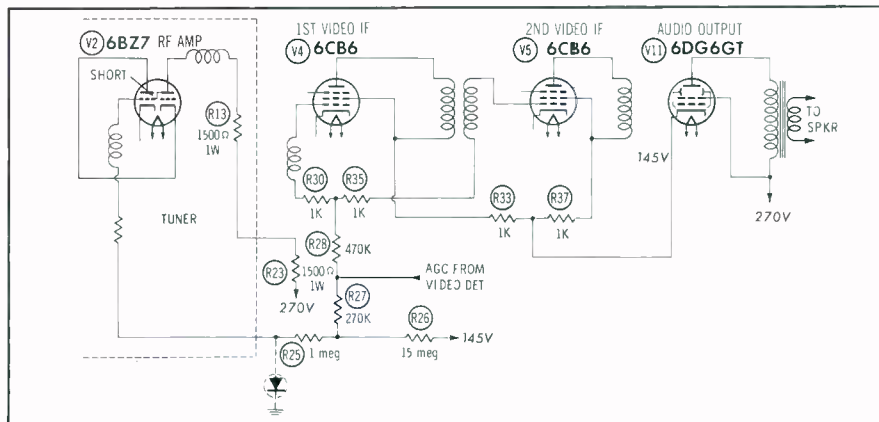 1ST VIDEO IF
2ND VIDEO IF
AUDIO OUTPUT
V2 6BZ7 RF AMP
V4 6CB6
V5 6CB6
V11 6DG6GT
SHORT
R13
1500Ω
1W
TO
SPKR
145V
R30
R35
1K
1K
R33
R37
1K
1K
270V
TUNER
R28
470K
R23
1500Ω
1W
270V
AGC FROM
VIDEO DET
R27
270K
R26
145V
R25
1 meg
15 meg